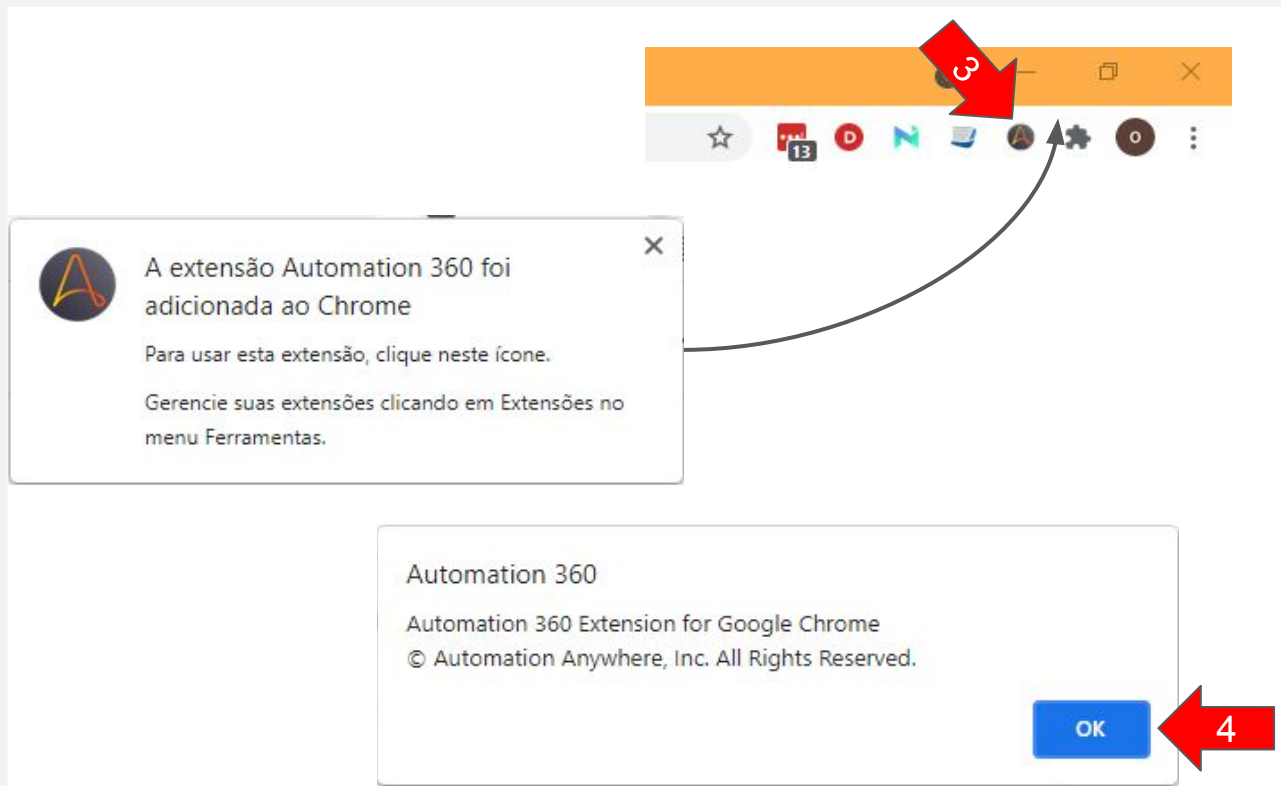 3
13
D
O
A extensão Automation 360 foi
adicionada ao Chrome
Para usar esta extensão, clique neste ícone.
Gerencie suas extensões clicando em Extensões no
menu Ferramentas.
Automation 360
Automation 360 Extension for Google Chrome
© Automation Anywhere, Inc. All Rights Reserved.
OK
4